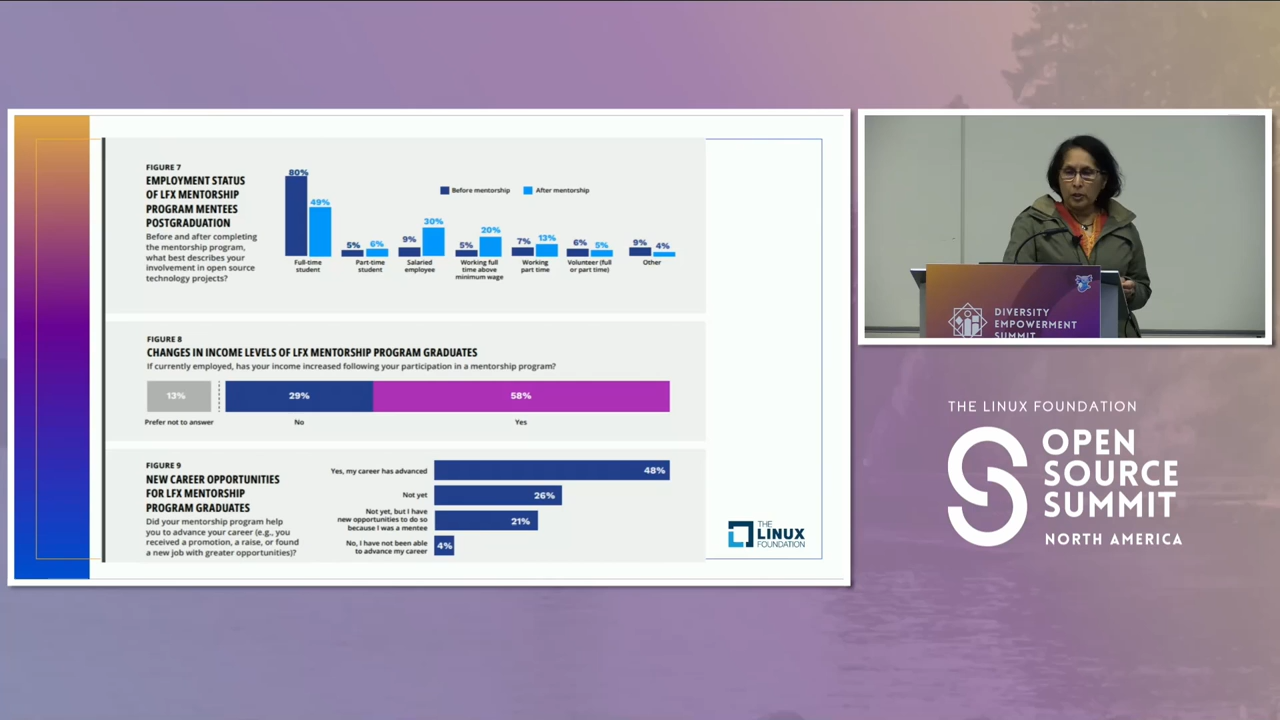 FIGURE 7
EMPLOYMENT STATUS
OF LFX MENTORSHIP
PROGRAM MENTEES
POSTGRADUATION
Before and after completing
the mentorship program,
what best describes your
involvement in open source
technology projects?
Before mentorship After mentorship
80% 49%
5% 6%
9% 30%
5% 20%
7% 13%
6% 5%
9% 4%
Full-time
student
Part-time
student
Salaried
employee
Working full
time above
minimum wage
Working
part time
Volunteer (full
or part time)
Other
FIGURE 8
CHANGES IN INCOME LEVELS OF LFX MENTORSHIP PROGRAM GRADUATES
If currently employed, has your income increased following your participation in a mentorship program?
13% 29% 58%
Prefer not to answer No Yes
FIGURE 9
NEW CAREER OPPORTUNITIES
FOR LFX MENTORSHIP
PROGRAM GRADUATES
Did your mentorship program help
you to advance your career (e.g., you
received a promotion, a raise, or found
a new job with greater opportunities)?
Yes, my career has advanced 48%
Not yet 26%
Not yet, but I have
new opportunities to do so
because I was a mentee
21%
No, I have not been able
to advance my career
4%
THE
LINUX
FOUNDATION
DIVERSITY
EMPOWERMENT
SUMMIT
THE LINUX FOUNDATION
OPEN
SOURCE
SUMMIT
NORTH AMERICA